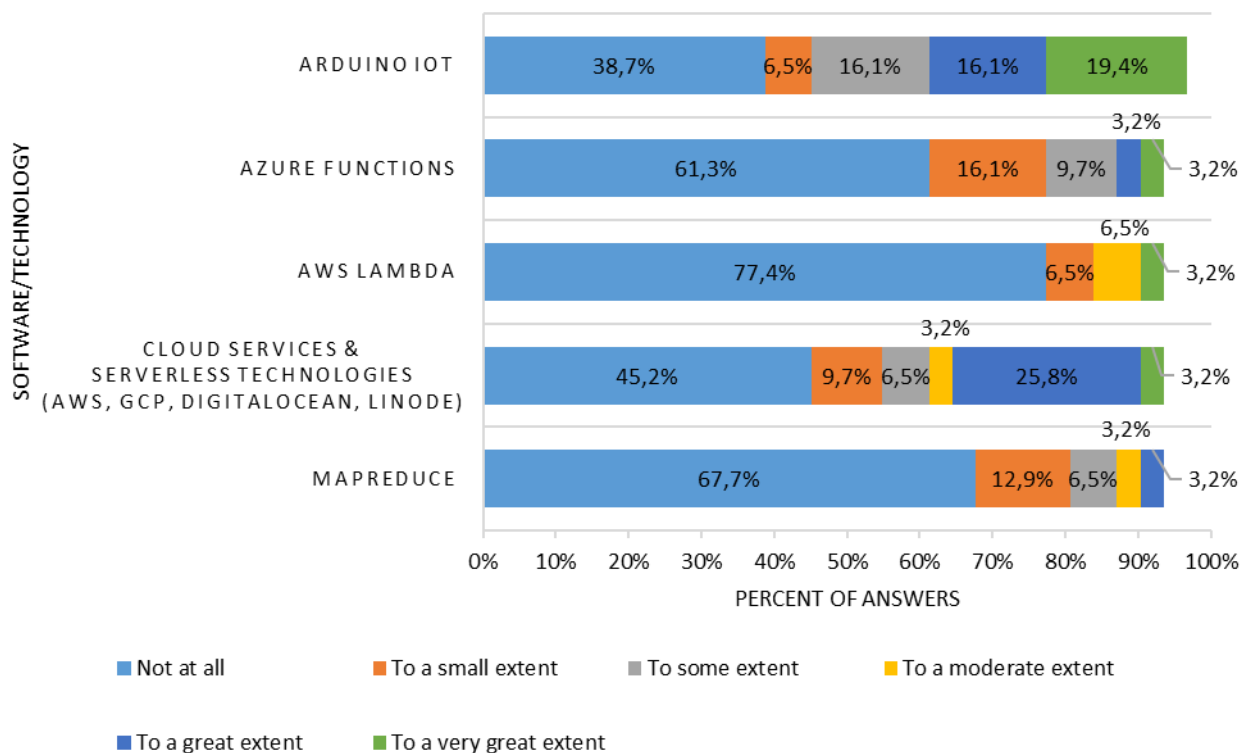 SOFTWARE/TECHNOLOGY
ARDUINO IOT
38,7% 6,5% 16,1% 16,1% 19,4%
3,2%
AZURE FUNCTIONS
61,3% 16,1% 9,7% 3,2%
6,5%
AWS LAMBDA
77,4% 6,5% 3,2%
3,2%
CLOUD SERVICES &
SERVERLESS TECHNOLOGIES
(AWS, GCP, DIGITALOCEAN, LINODE)
45,2% 9,7% 6,5% 25,8% 3,2%
3,2%
MAPREDUCE
67,7% 12,9% 6,5% 3,2%
0% 10% 20% 30% 40% 50% 60% 70% 80% 90% 100%
PERCENT OF ANSWERS
Not at all To a small extent To some extent To a moderate extent
To a great extent To a very great extent